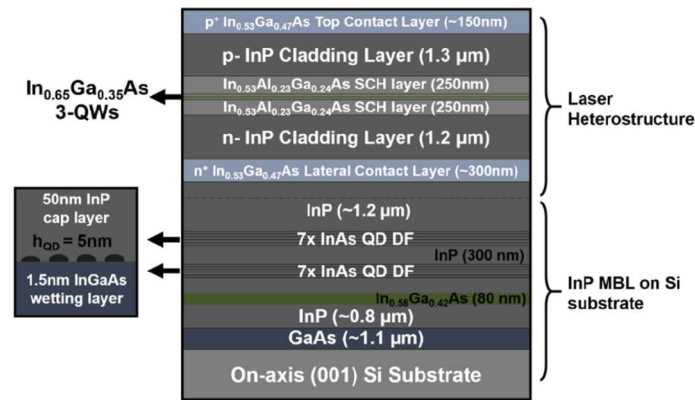 p⁺ In₀.₅₃Ga₀.₄₇As Top Contact Layer (~150nm)
p- InP Cladding Layer (1.3 µm)
In₀.₅₃Al₀.₂₃Ga₀.₂₄As SCH layer (250nm)
In₀.₆₅Ga₀.₃₅As
3-QWs
In₀.₅₃Al₀.₂₃Ga₀.₂₄As SCH layer (250nm)
n- InP Cladding Layer (1.2 µm)
n⁺ In₀.₅₃Ga₀.₄₇As Lateral Contact Layer (~300nm)
Laser
Heterostructure
50nm InP
cap layer
h_QD = 5nm
1.5nm InGaAs
wetting layer
InP (~1.2 µm)
7x InAs QD DF
InP (300 nm)
7x InAs QD DF
In₀.₅₈Ga₀.₄₂As (80 nm)
InP (~0.8 µm)
GaAs (~1.1 µm)
On-axis (001) Si Substrate
InP MBL on Si
substrate